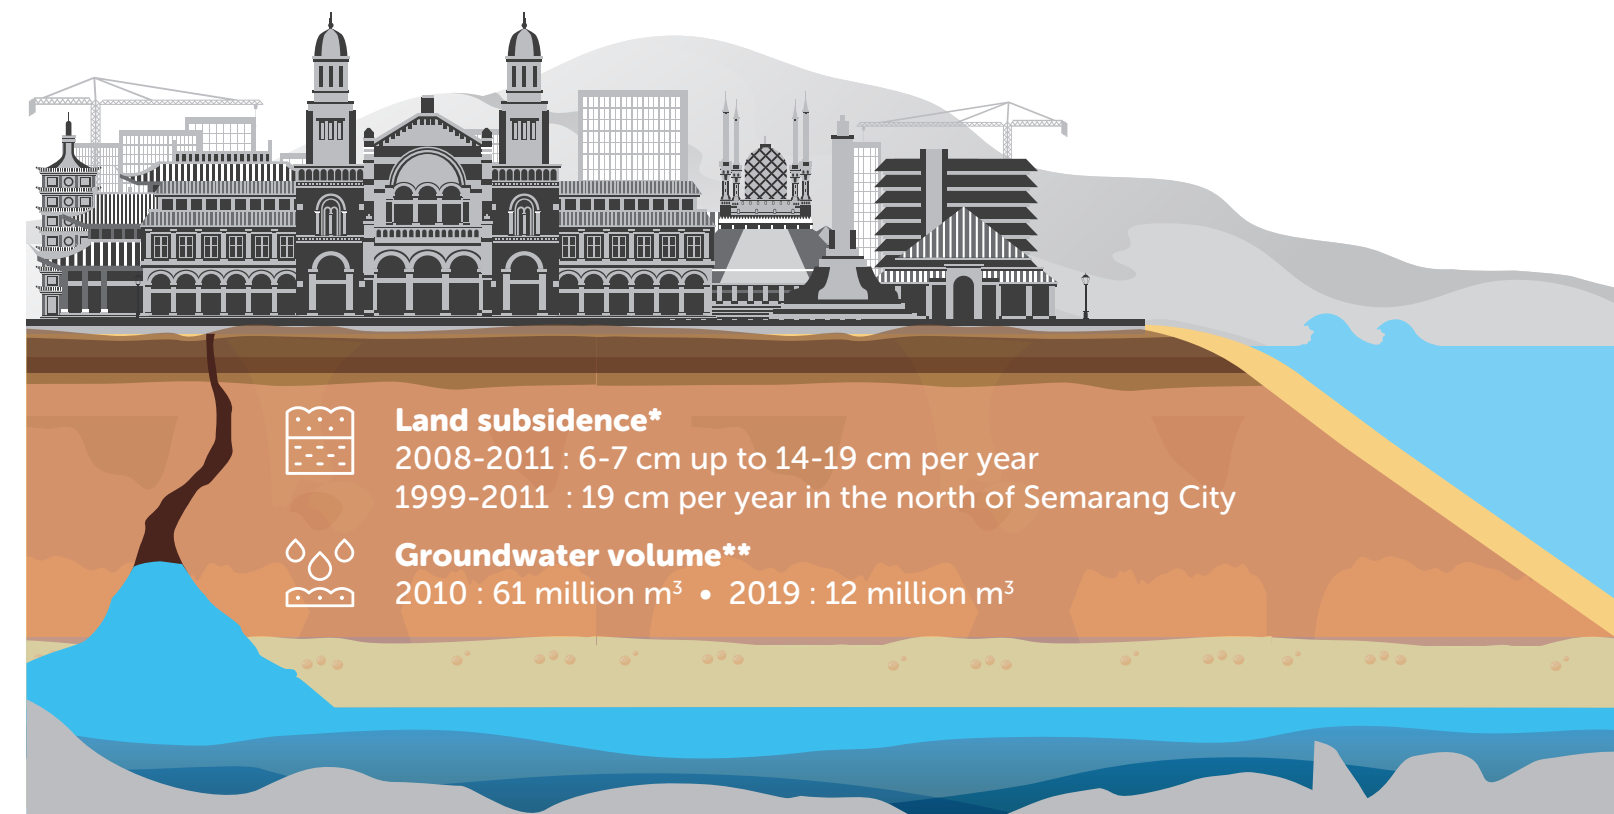 Land subsidence*
2008-2011 : 6-7 cm up to 14-19 cm per year
1999-2011 : 19 cm per year in the north of Semarang City
Groundwater volume**
2010 : 61 million m³ • 2019 : 12 million m³